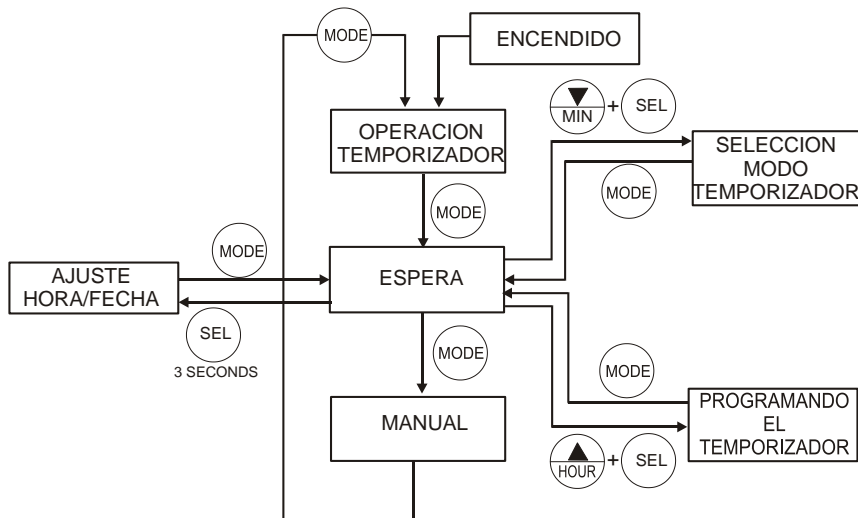 MODE
ENCENDIDO
OPERACION
TEMPORIZADOR
MIN
+
SEL
SELECCION
MODO
TEMPORIZADOR
MODE
MODE
MODE
AJUSTE
HORA/FECHA
ESPERA
SEL
3 SECONDS
MODE
MODE
MANUAL
PROGRAMANDO
EL
TEMPORIZADOR
HOUR
+
SEL